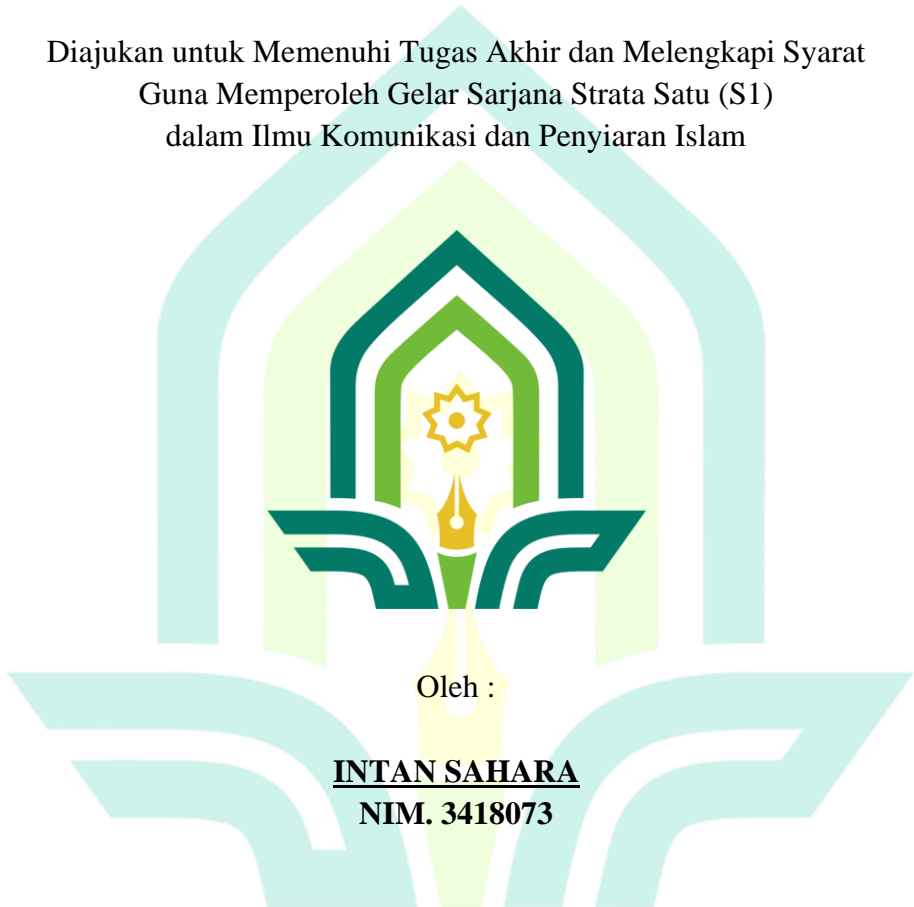 Diajukan untuk Memenuhi Tugas Akhir dan Melengkapi Syarat
Guna Memperoleh Gelar Sarjana Strata Satu (S1)
dalam Ilmu Komunikasi dan Penyiaran Islam
Oleh :
INTAN SAHARA
NIM. 3418073